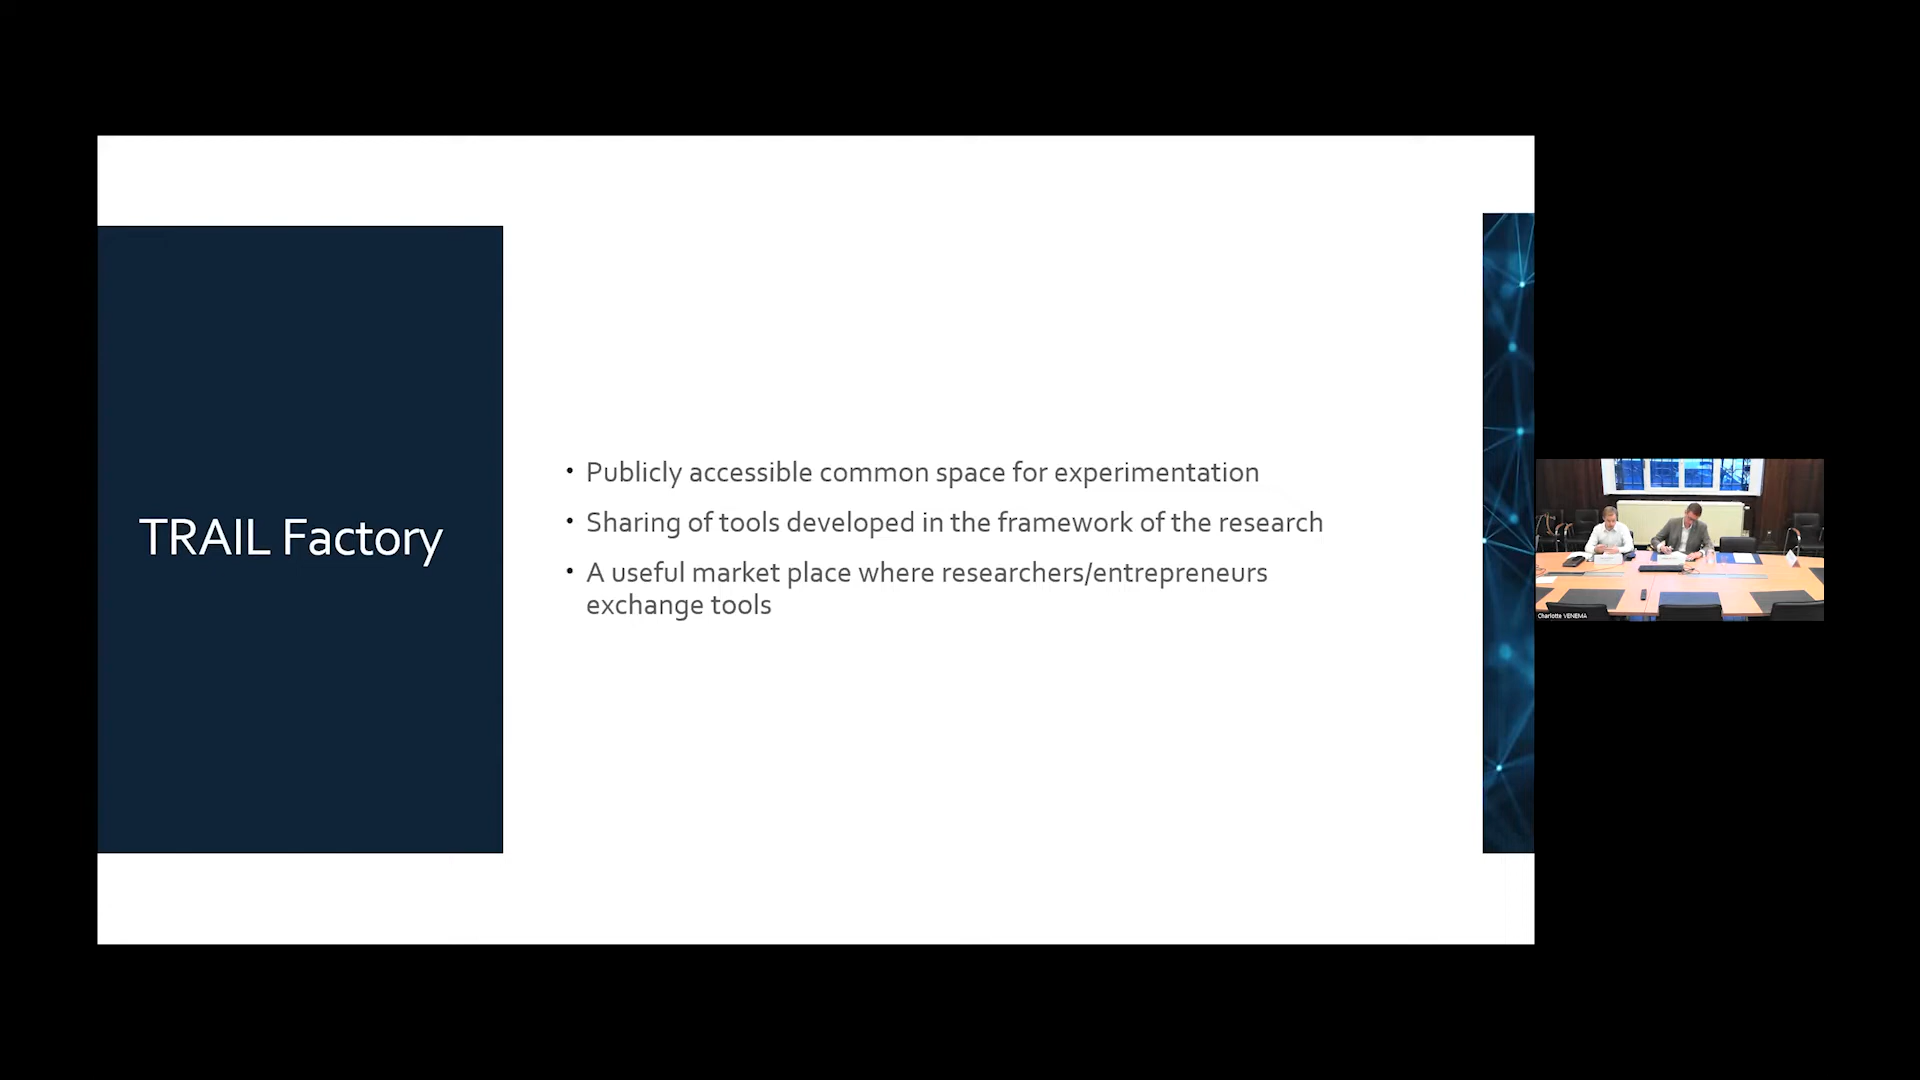 TRAIL Factory
• Publicly accessible common space for experimentation
• Sharing of tools developed in the framework of the research
• A useful market place where researchers/entrepreneurs
exchange tools
Charlotte VENEMA